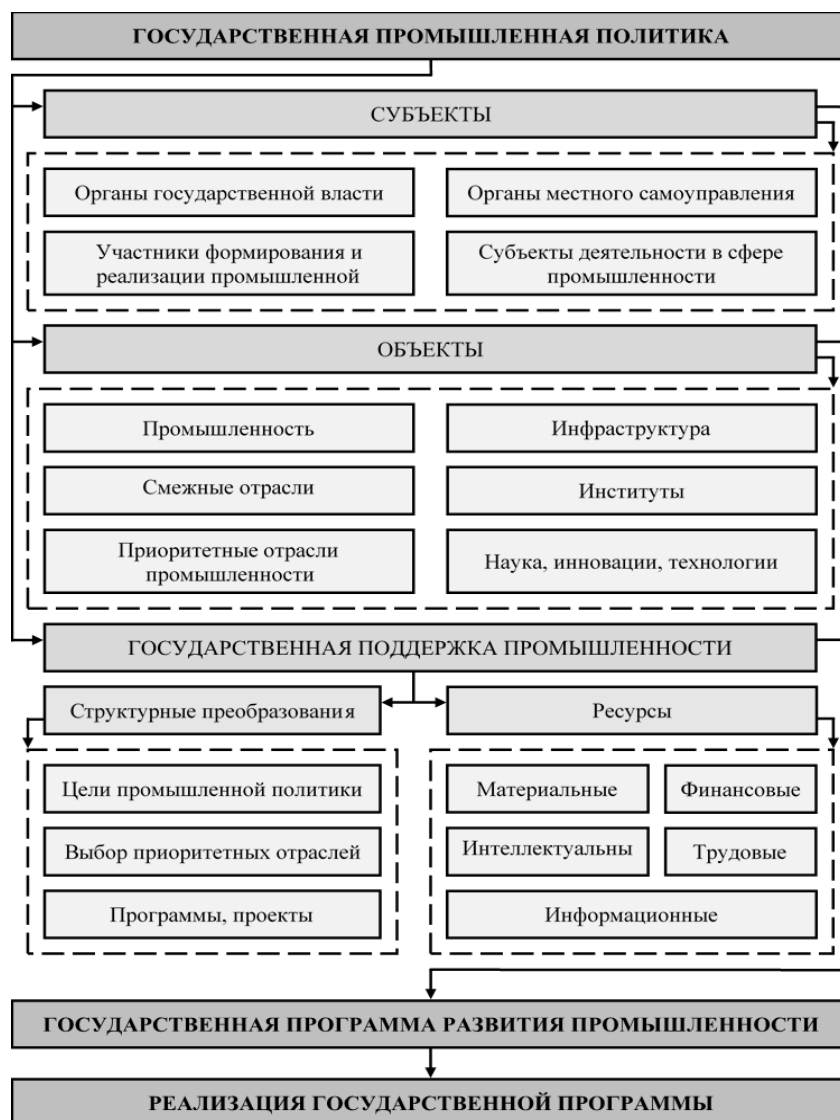 ГОСУДАРСТВЕННАЯ ПРОМЫШЛЕННАЯ ПОЛИТИКА
СУБЪЕКТЫ
Органы государственной власти
Органы местного самоуправления
Участники формирования и
реализации промышленной
Субъекты деятельности в сфере
промышленности
ОБЪЕКТЫ
Промышленность
Инфраструктура
Смежные отрасли
Институты
Приоритетные отрасли
промышленности
Наука, инновации, технологии
ГОСУДАРСТВЕННАЯ ПОДДЕРЖКА ПРОМЫШЛЕННОСТИ
Структурные преобразования
Ресурсы
Цели промышленной политики
Материальные
Финансовые
Выбор приоритетных отраслей
Интеллектуальны
Трудовые
Программы, проекты
Информационные
ГОСУДАРСТВЕННАЯ ПРОГРАММА РАЗВИТИЯ ПРОМЫШЛЕННОСТИ
РЕАЛИЗАЦИЯ ГОСУДАРСТВЕННОЙ ПРОГРАММЫ